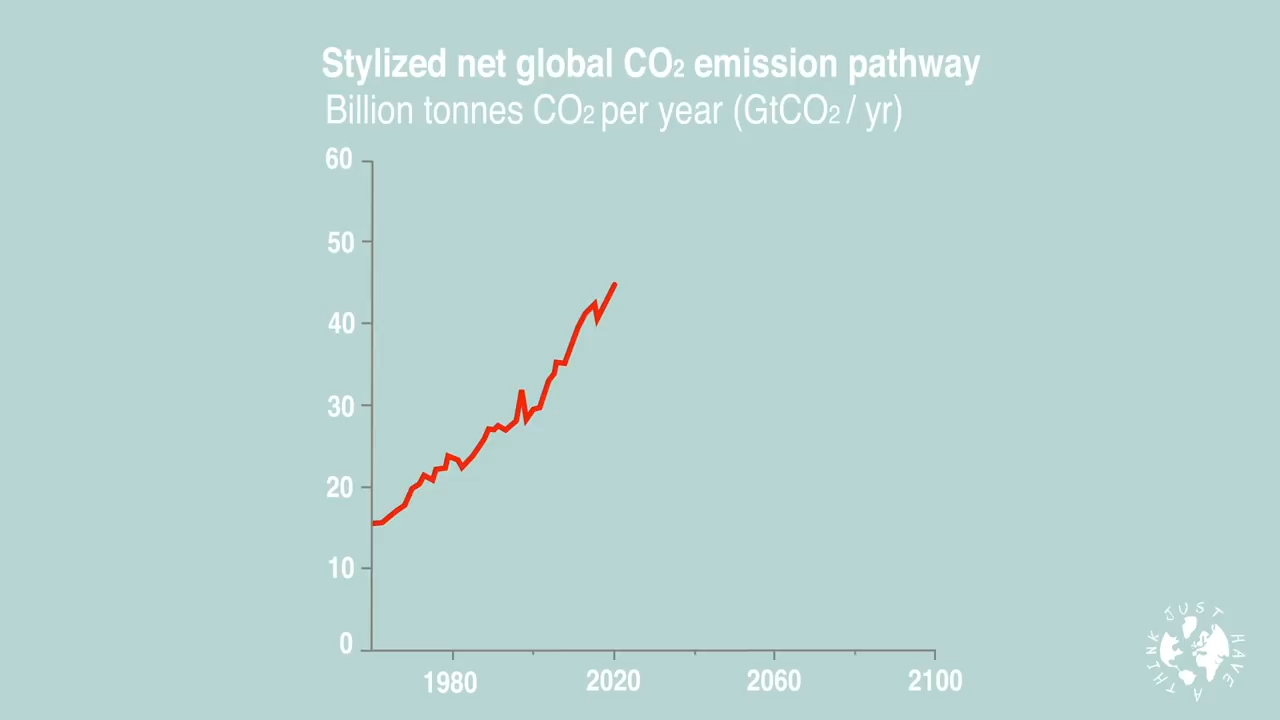 Stylized net global CO2 emission pathway
Billion tonnes CO2 per year (GtCO2 / yr)
60
50
40
30
20
10
0
1980 2020 2060 2100
JUST HAVE A THINK